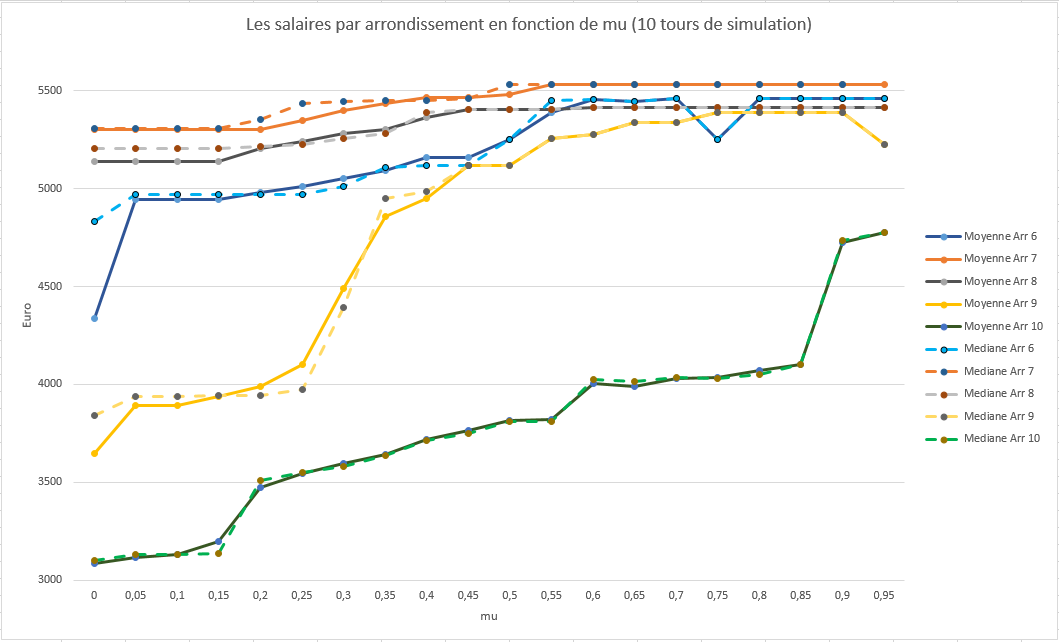 Les salaires par arrondissement en fonction de mu (10 tours de simulation)
5500
5000
4500
4000
3500
3000
Euro
0 0,05 0,1 0,15 0,2 0,25 0,3 0,35 0,4 0,45 0,5 0,55 0,6 0,65 0,7 0,75 0,8 0,85 0,9 0,95
mu
Moyenne Arr 6
Moyenne Arr 7
Moyenne Arr 8
Moyenne Arr 9
Moyenne Arr 10
Mediane Arr 6
Mediane Arr 7
Mediane Arr 8
Mediane Arr 9
Mediane Arr 10